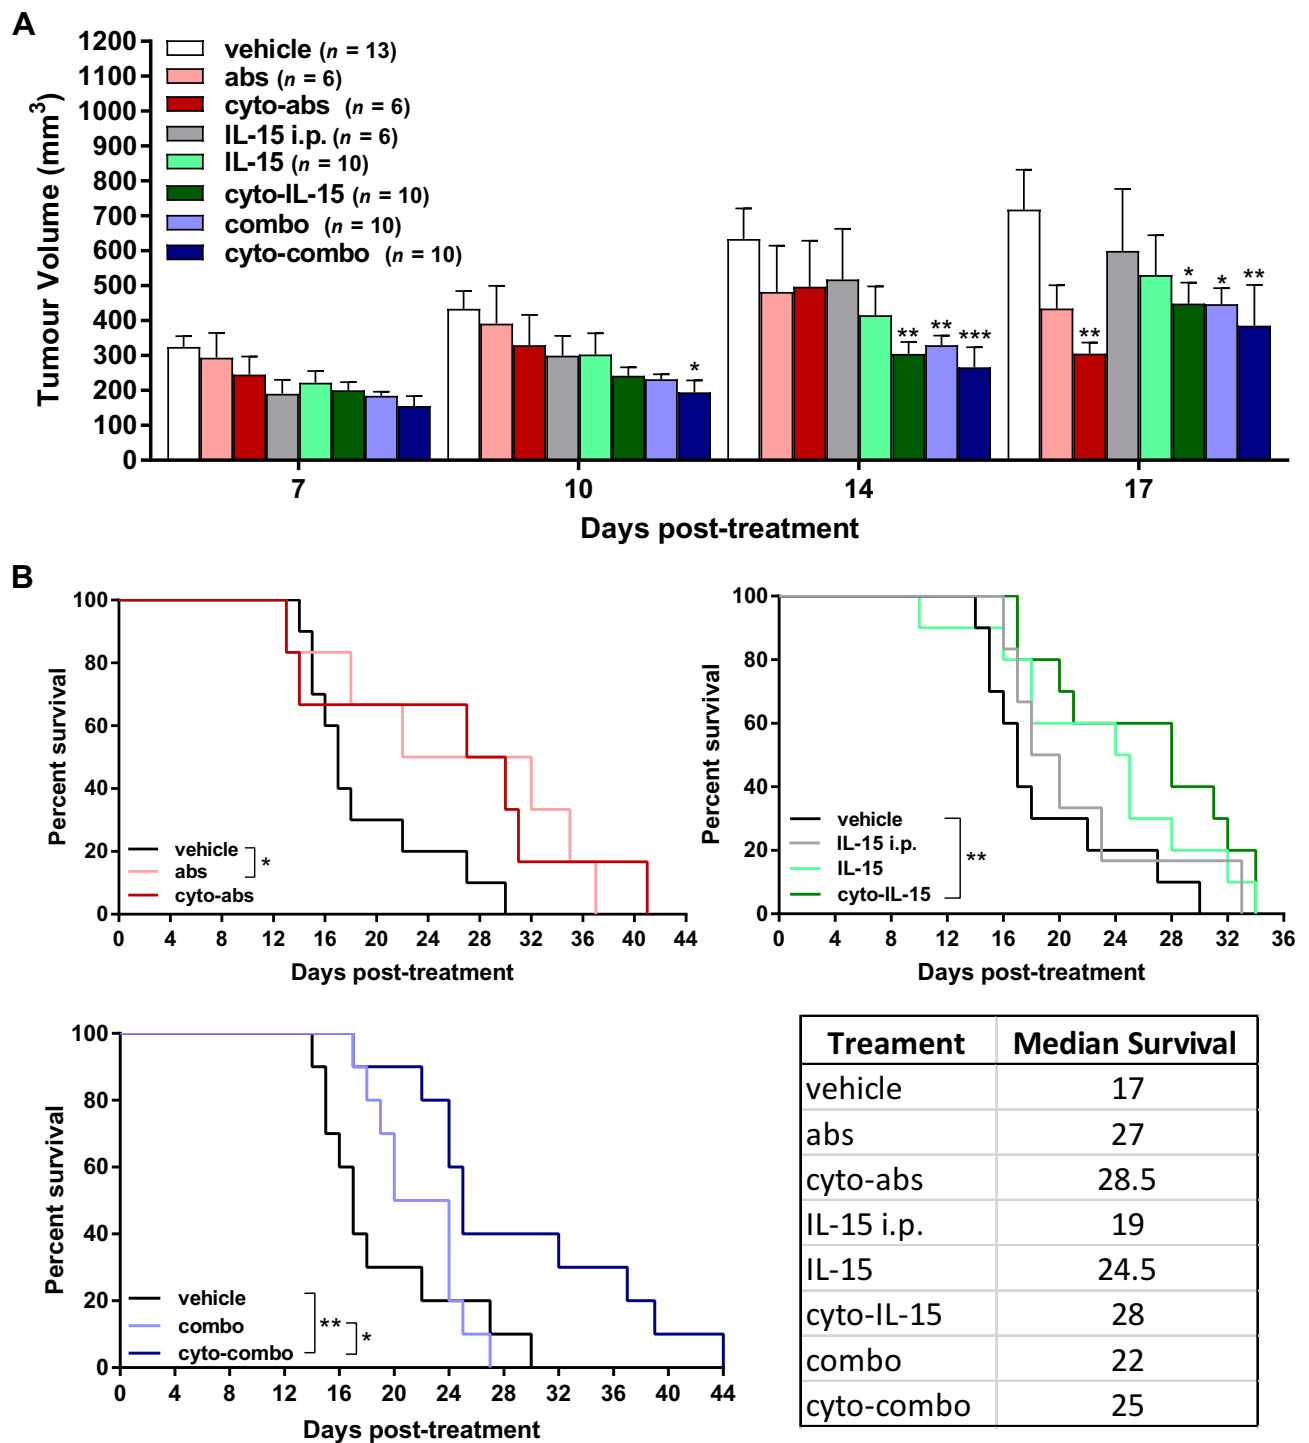 A
1200
1100
1000
900
800
700
600
500
400
300
200
100
0
Tumour Volume (mm³)
vehicle (n = 13)
abs (n = 6)
cyto-abs (n = 6)
IL-15 i.p. (n = 6)
IL-15 (n = 10)
cyto-IL-15 (n = 10)
combo (n = 10)
cyto-combo (n = 10)
*
** ** ***
** * * **
7 10 14 17
Days post-treatment
B
100
80
60
40
20
0
Percent survival
vehicle
abs
cyto-abs
*
0 4 8 12 16 20 24 28 32 36 40 44
Days post-treatment
100
80
60
40
20
0
Percent survival
vehicle
IL-15 i.p.
IL-15
cyto-IL-15
**
0 4 8 12 16 20 24 28 32 36
Days post-treatment
100
80
60
40
20
0
Percent survival
vehicle
combo
cyto-combo
** *
0 4 8 12 16 20 24 28 32 36 40 44
Days post-treatment
Treament Median Survival
vehicle 17
abs 27
cyto-abs 28.5
IL-15 i.p. 19
IL-15 24.5
cyto-IL-15 28
combo 22
cyto-combo 25